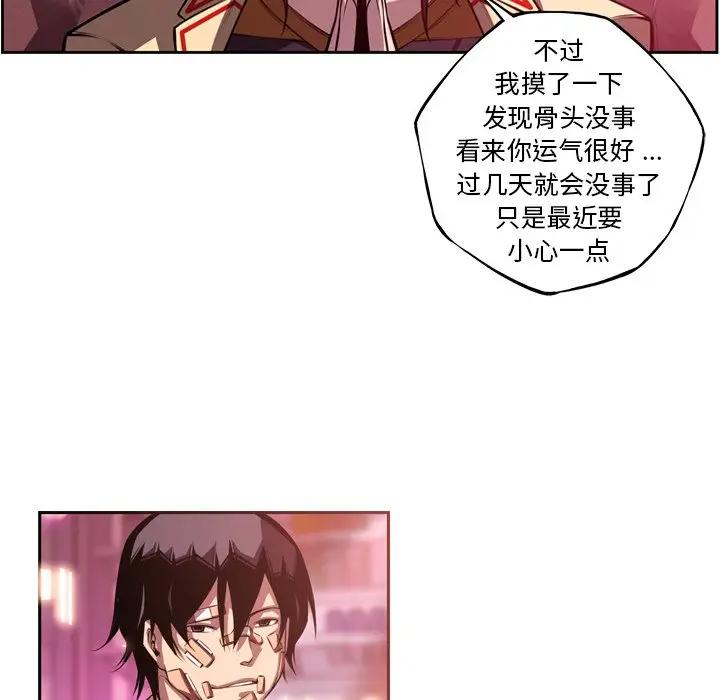 不过
我摸了一下
发现骨头没事
看来你运气很好 ...
过几天就会没事了
只是最近要
小心一点